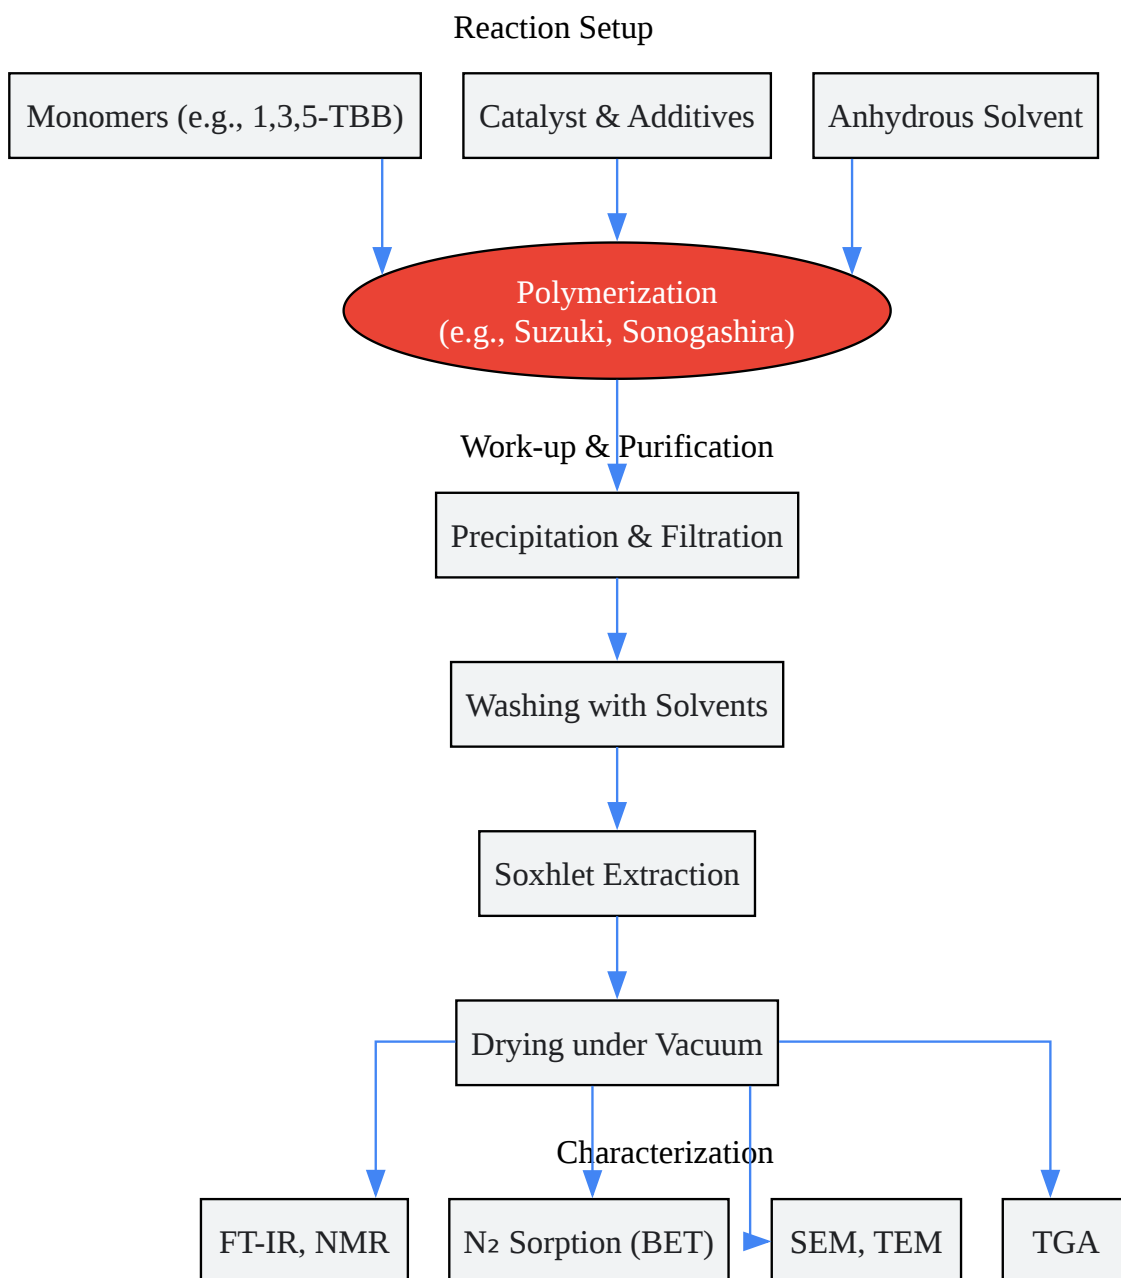 Reaction Setup
Monomers (e.g., 1,3,5-TBB)
Catalyst & Additives
Anhydrous Solvent
Polymerization
(e.g., Suzuki, Sonogashira)
Work-up & Purification
Precipitation & Filtration
Washing with Solvents
Soxhlet Extraction
Drying under Vacuum
Characterization
FT-IR, NMR
N₂ Sorption (BET)
SEM, TEM
TGA